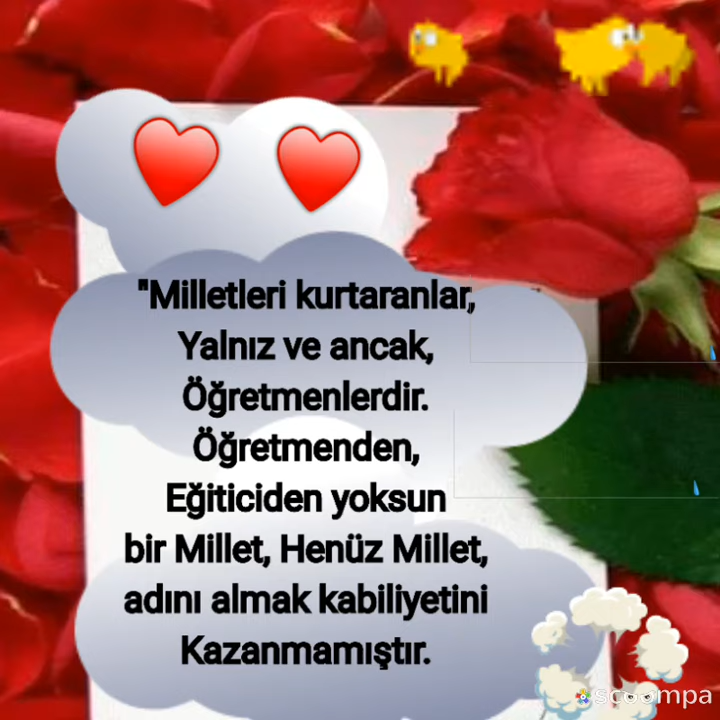 "Milletleri kurtaranlar,
Yalnız ve ancak,
Öğretmenlerdir.
Öğretmenden,
Eğiticiden yoksun
bir Millet, Henüz Millet,
adını almak kabiliyetini
Kazanmamıştır.
scoompa